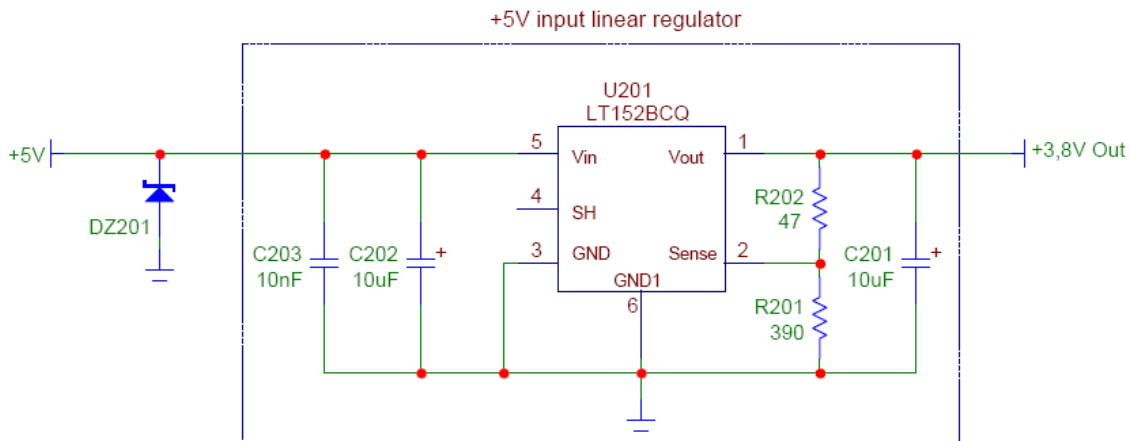 +5V input linear regulator
U201
LT152BCQ
+5V
5
Vin
Vout
1
+3,8V Out
4
SH
R202
47
DZ201
C203
10nF
C202
10uF
+
3
GND
Sense
2
C201
10uF
+
GND1
6
R201
390